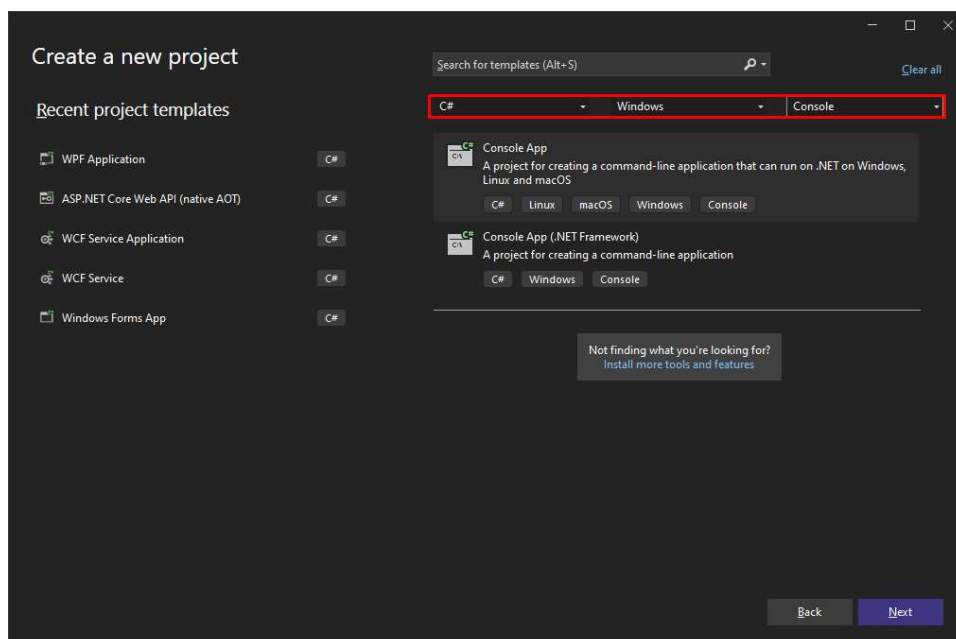 Create a new project
Search for templates (Alt+S)
Clear all
Recent project templates
C# Windows Console
WPF Application C#
ASP.NET Core Web API (native AOT) C#
WCF Service Application C#
WCF Service C#
Windows Forms App C#
Console App
A project for creating a command-line application that can run on .NET on Windows,
Linux and macOS
C# Linux macOS Windows Console
Console App (.NET Framework)
A project for creating a command-line application
C# Windows Console
Not finding what you're looking for?
Install more tools and features
Back Next